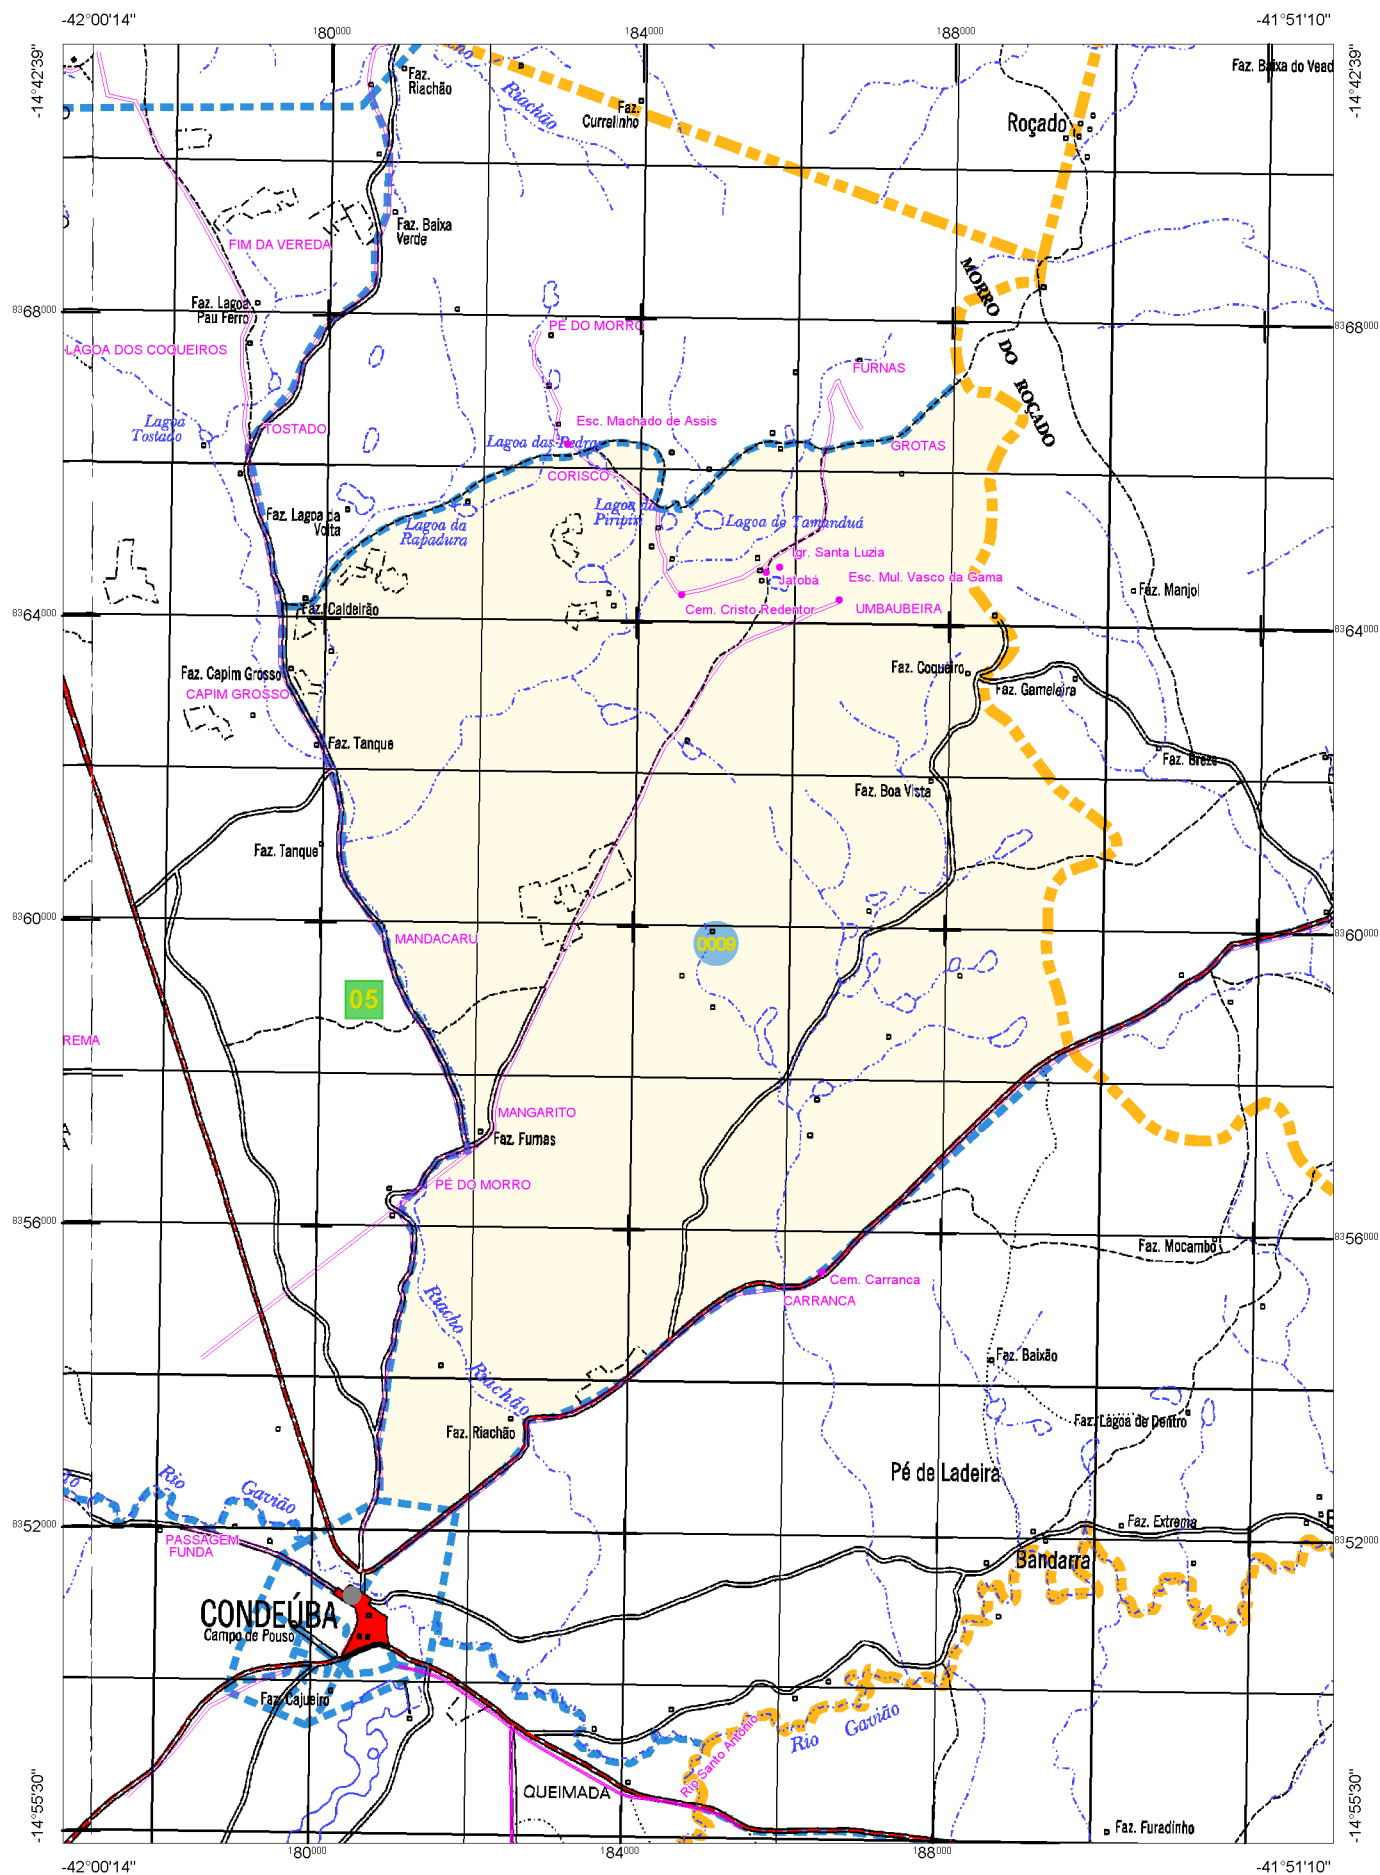 -42°00'14"
-41°51'10"
180000
184000
188000
-14°42'39"
-14°42'39"
Faz. Riachão
Riachão
Faz. Currelinho
Roçado
Faz. Baixa do Vead
Faz. Baixa
Verde
FIM DA VEREDA
MORRO DO ROÇADO
Faz. Lagoa
Pau Ferro
8368000
8368000
PÉ DO MORRO
LAGOA DOS COQUEIROS
FURNAS
Lagoa
Tostado
TOSTADO
Esc. Machado de Assis
Lagoa das Pedras
GROTAS
CORISCO
Faz. Lagoa da
Volta
Lagoa da
Rapadura
Lagoa do
Piripiri
Lagoa do Tamanduá
Igr. Santa Luzia
Jatobá
Esc. Mul. Vasco da Gama
Faz. Manjol
Cem. Cristo Redentor
UMBAUBEIRA
Faz. Caldeirão
8364000
8364000
Faz. Capim Grosso
CAPIM GROSSO
Faz. Coqueiro
Faz. Gameleira
Faz. Tanque
Faz. Brezo
Faz. Boa Vista
Faz. Tanque
8360000
8360000
MANDACARU
0009
05
REMA
MANGARITO
Faz. Furnas
PÉ DO MORRO
8356000
8356000
Faz. Mocambo
Cem. Carranca
CARRANCA
Riacho
Riachão
Faz. Baixão
Faz. Lagoa de Dentro
Faz. Riachão
Pé de Ladeira
Rio Gavião
8352000
8352000
Faz. Extrema
PASSAGEM
FUNDA
Bandarra
CONDEÚBA
Campo de Pouso
Faz. Cajueiro
Rio Gavião
Rio Santo Antônio
QUEIMADA
Faz. Furadinho
-14°55'30"
-14°55'30"
180000
184000
188000
-42°00'14"
-41°51'10"